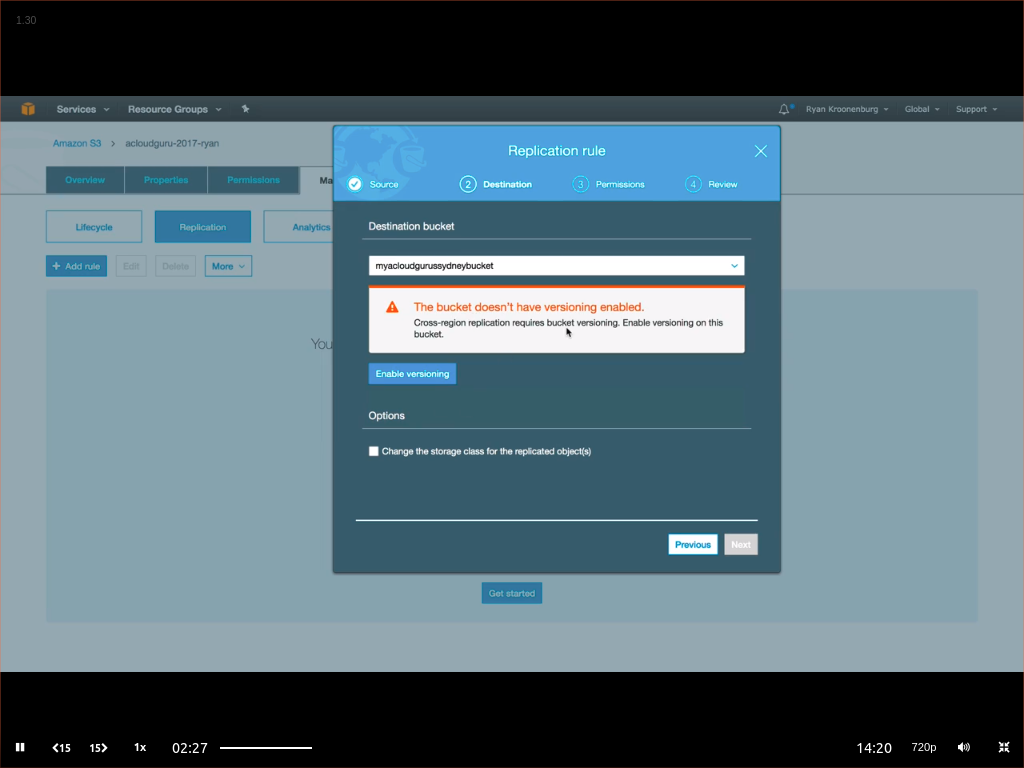 1.30
Services
Resource Groups
Ryan Kroonenburg
Global
Support
Amazon S3 > acloudguru-2017-ryan
Replication rule
Overview
Properties
Permissions
Ma
Source
2 Destination
3 Permissions
4 Review
Lifecycle
Replication
Analytics
Destination bucket
+ Add rule
Edit
Delete
More
myacloudgurussydneybucket
The bucket doesn't have versioning enabled.
Cross-region replication requires bucket versioning. Enable versioning on this
bucket.
You
Enable versioning
Options
Change the storage class for the replicated object(s)
Previous
Next
Get started
15
15
1x
02:27
14:20
720p